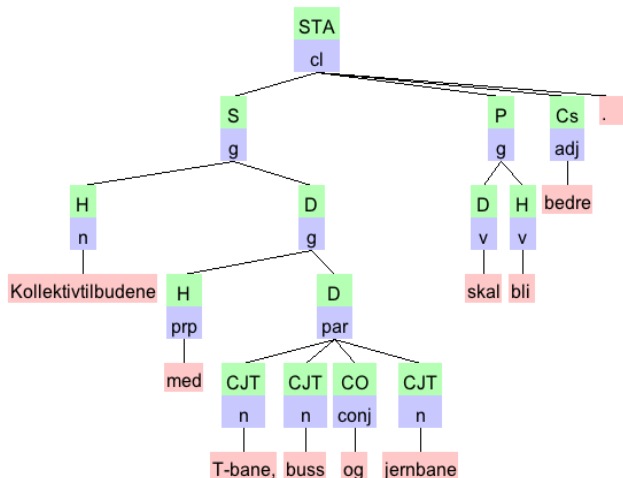 STA
cl
S P Cs .
g g adj
H D D H bedre
n g v v
Kollektivtilbudene H D skal bli
prp par
med CJT CJT CO CJT
n n conj n
T-bane, buss og jernbane